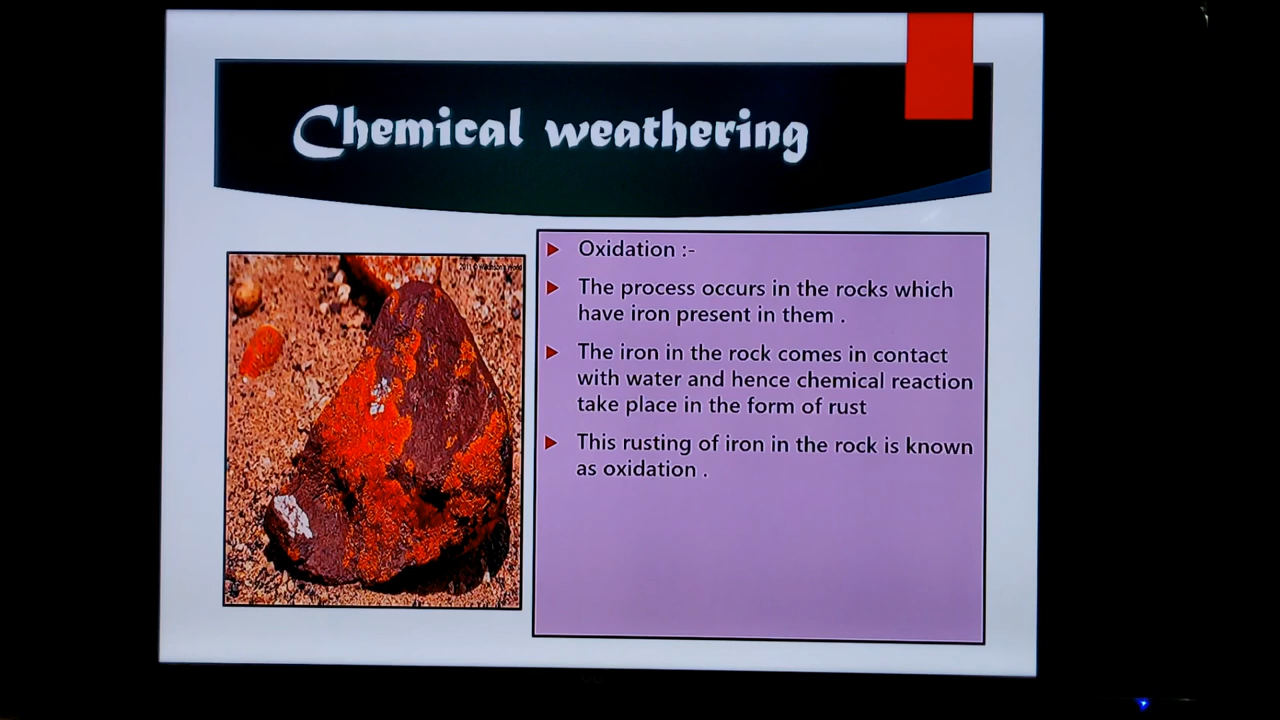 Chemical weathering
Oxidation :-
The process occurs in the rocks which
have iron present in them .
The iron in the rock comes in contact
with water and hence chemical reaction
take place in the form of rust
This rusting of iron in the rock is known
as oxidation .